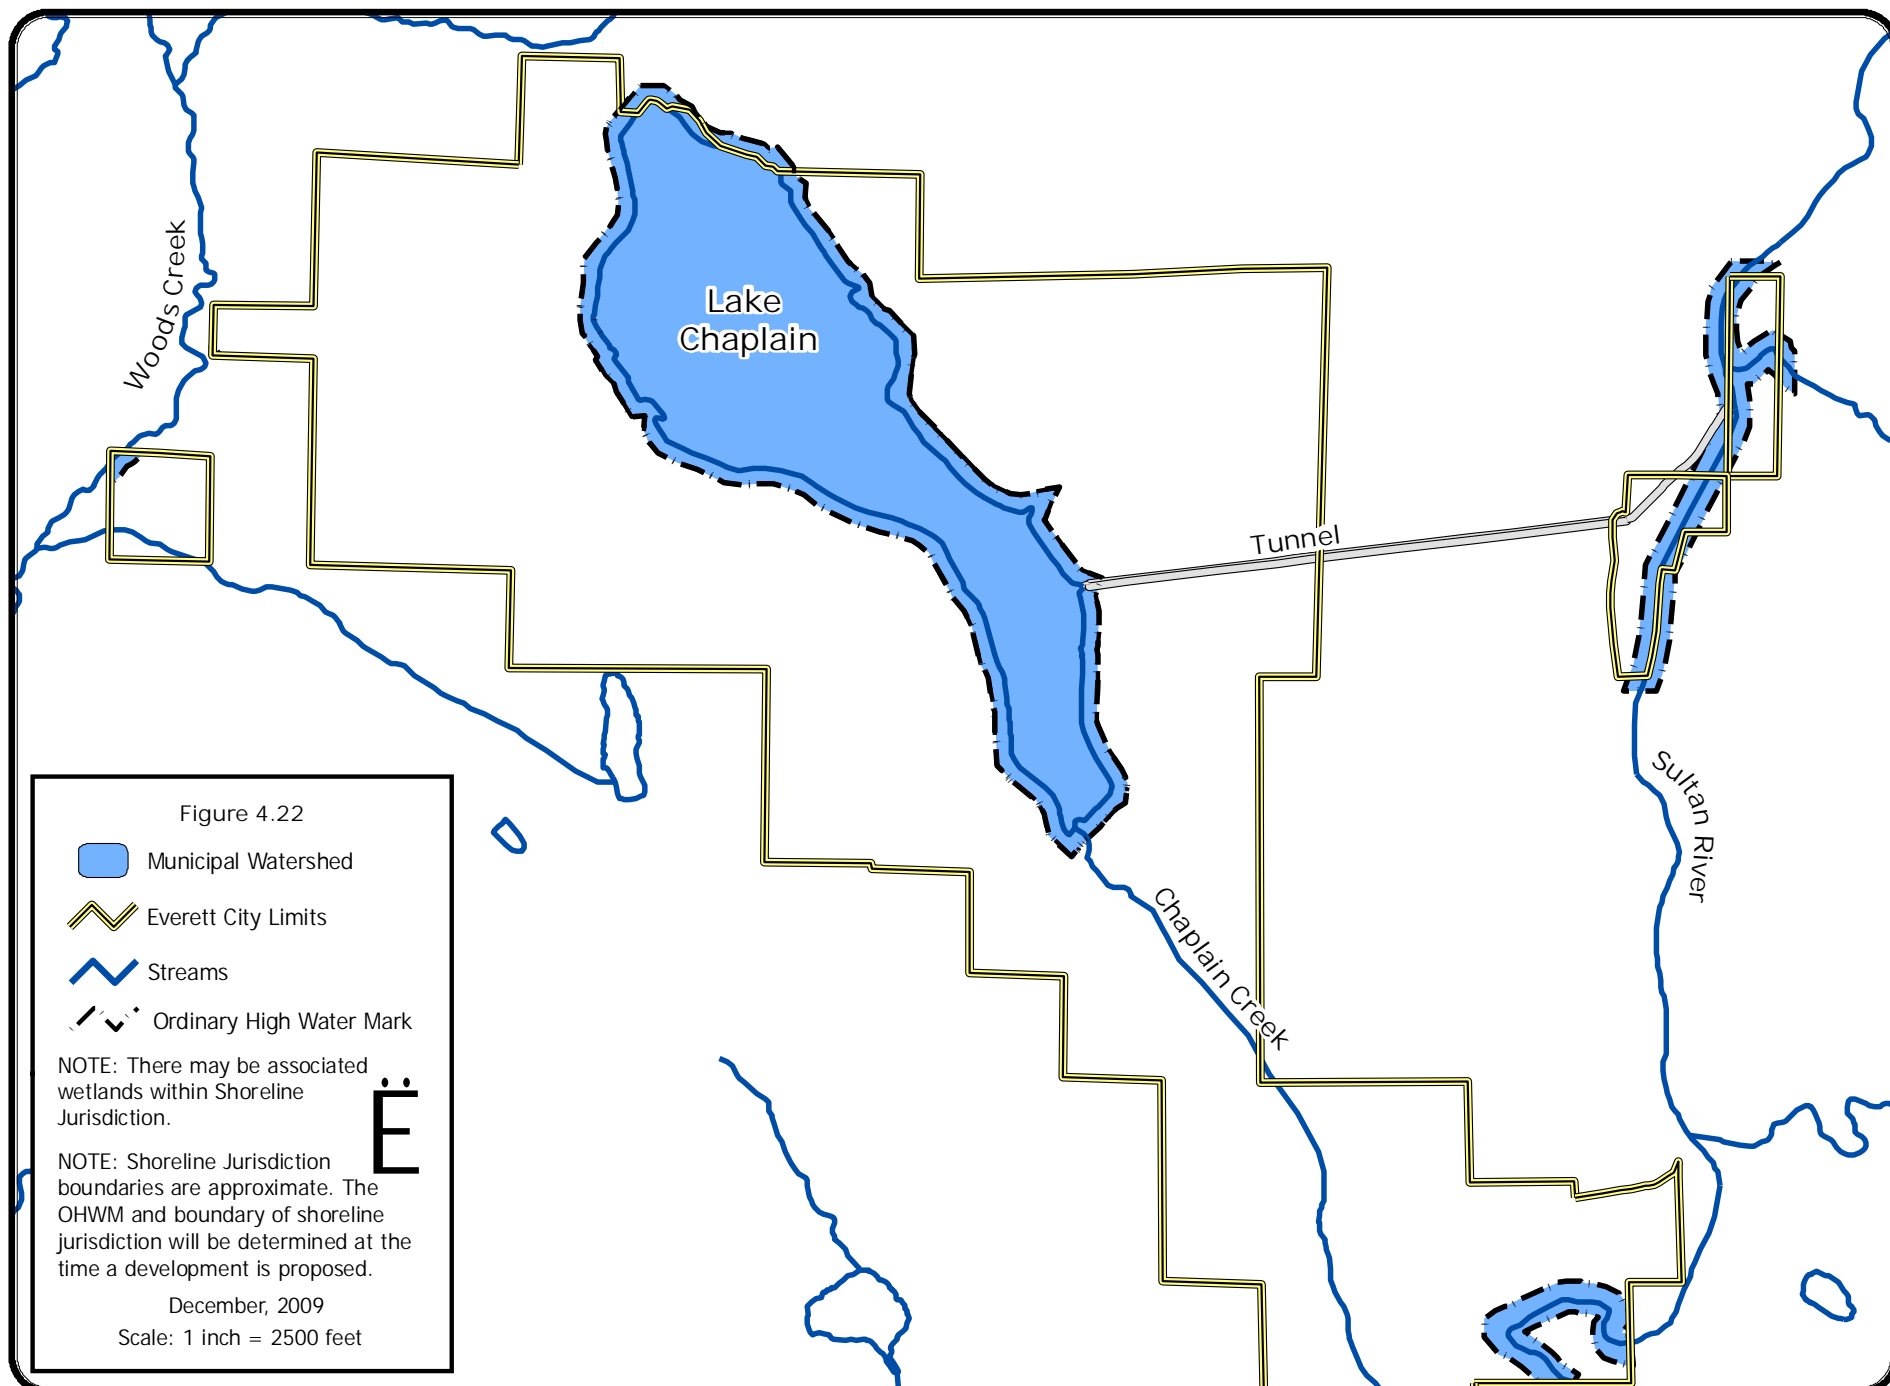 Woods Creek
Lake
Chaplain
Tunnel
Sultan River
Chaplain Creek
Figure 4.22
Municipal Watershed
Everett City Limits
Streams
Ordinary High Water Mark
NOTE: There may be associated
wetlands within Shoreline
Jurisdiction.
Ë
NOTE: Shoreline Jurisdiction
boundaries are approximate. The
OHWM and boundary of shoreline
jurisdiction will be determined at the
time a development is proposed.
December, 2009
Scale: 1 inch = 2500 feet